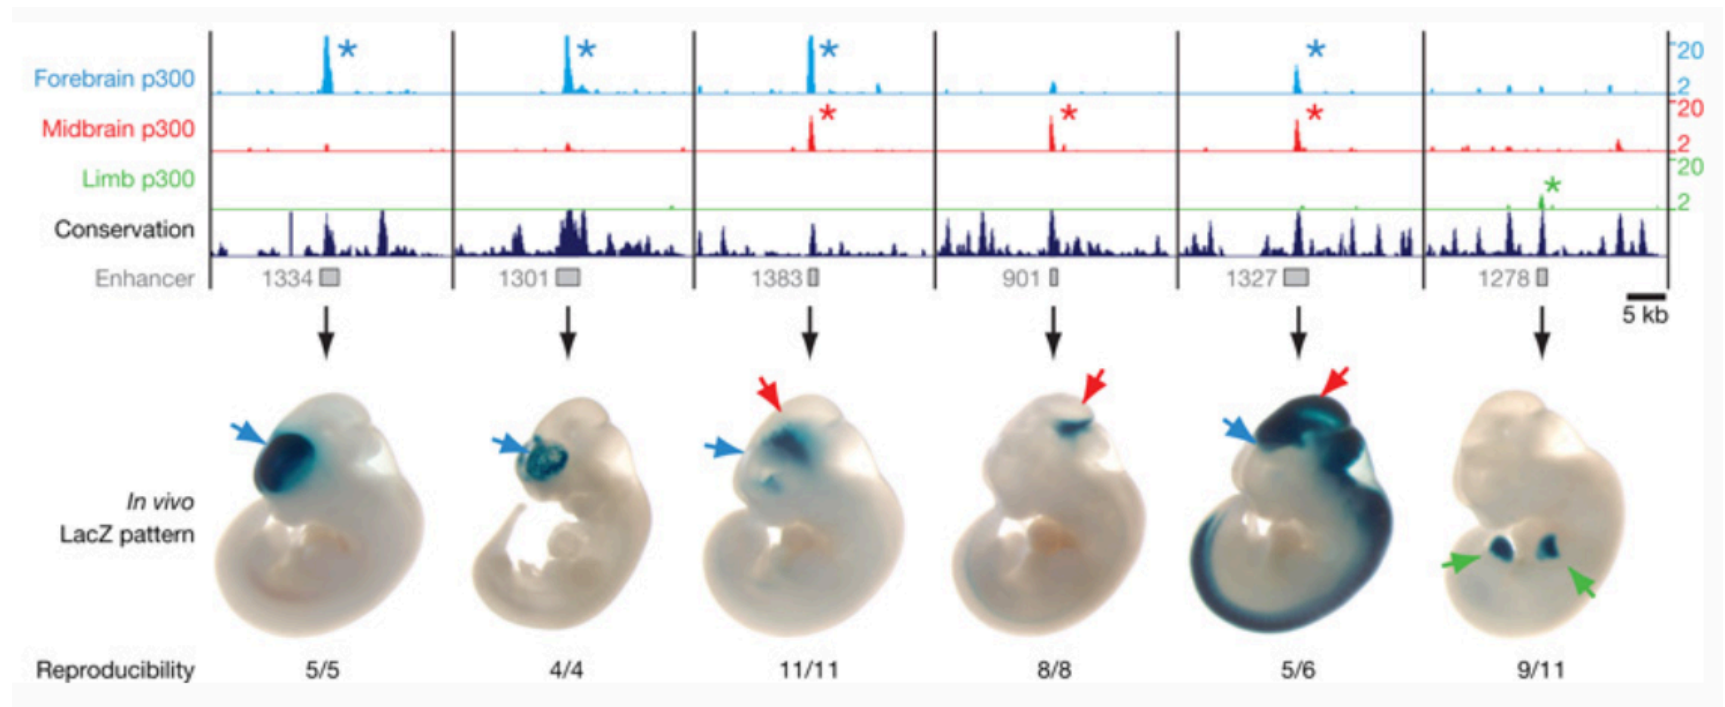 Forebrain p300 * * * * 20
2
Midbrain p300 * * * 20
2
Limb p300 * 20
2
Conservation
Enhancer 1334 1301 1383 901 1327 1278
5 kb
In vivo
LacZ pattern
Reproducibility 5/5 4/4 11/11 8/8 5/6 9/11